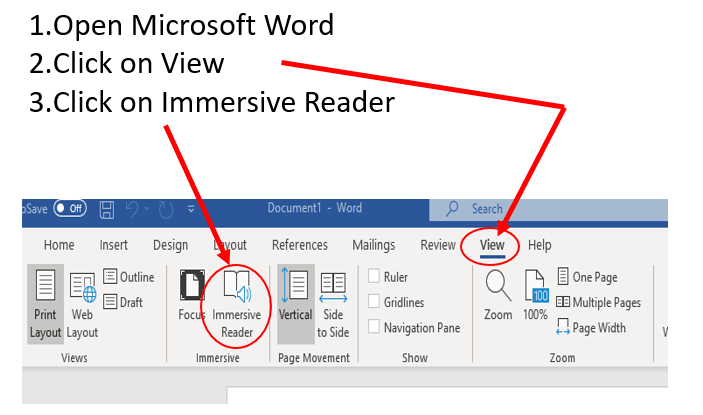 1.Open Microsoft Word
2.Click on View
3.Click on Immersive Reader
oSave Off Document1 - Word Search
Home Insert Design Layout References Mailings Review View Help
Print Layout
Web Layout
Outline
Draft
Views
Focus
Immersive Reader
Immersive
Vertical
Side to Side
Page Movement
Ruler
Gridlines
Navigation Pane
Show
Zoom
100
100%
One Page
Multiple Pages
Page Width
Zoom